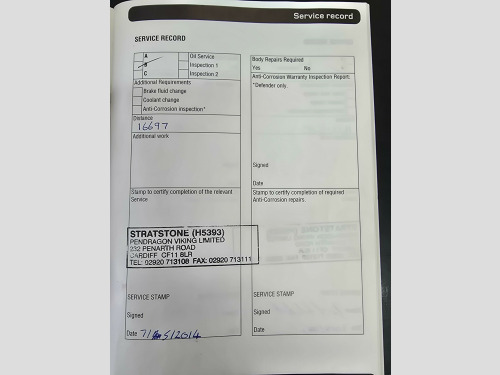 Service record
SERVICE RECORD
A Oil Service
B Inspection 1
C Inspection 2
Additional Requirements
Brake fluid change
Coolant change
Anti-Corrosion inspection*
Distance
16697
Additional work
Stamp to certify completion of the relevant
Service
STRATSTONE (H5393)
PENDRAGON VIKING LIMITED
232 PENARTH ROAD
CARDIFF CF11 8LR
TEL: 02920 713108 FAX: 02920 713111
SERVICE STAMP
Signed
Date 7/ 5/2014
Body Repairs Required
Yes No
Anti-Corrosion Warranty Inspection Report:
*Defender only.
Signed
Date
Stamp to certify completion of required
Anti-Corrosion repairs.
SERVICE STAMP
Signed
Date